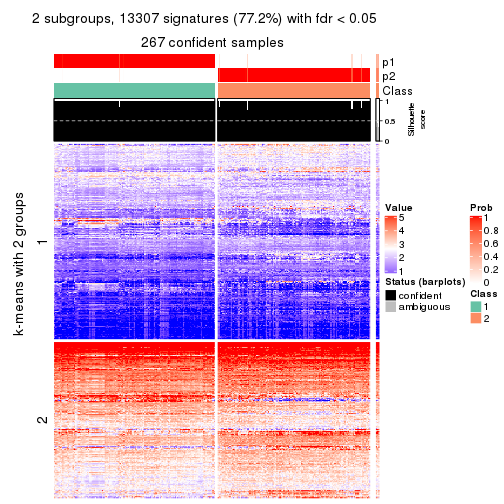 2 subgroups, 13307 signatures (77.2%) with fdr < 0.05
267 confident samples
p1
p2
Class
1
0.5
0
Silhouette
score
k-means with 2 groups
1
2
Value
5
4
3
2
1
Status (barplots)
confident
ambiguous
Prob
1
0.8
0.6
0.4
0.2
0
Class
1
2